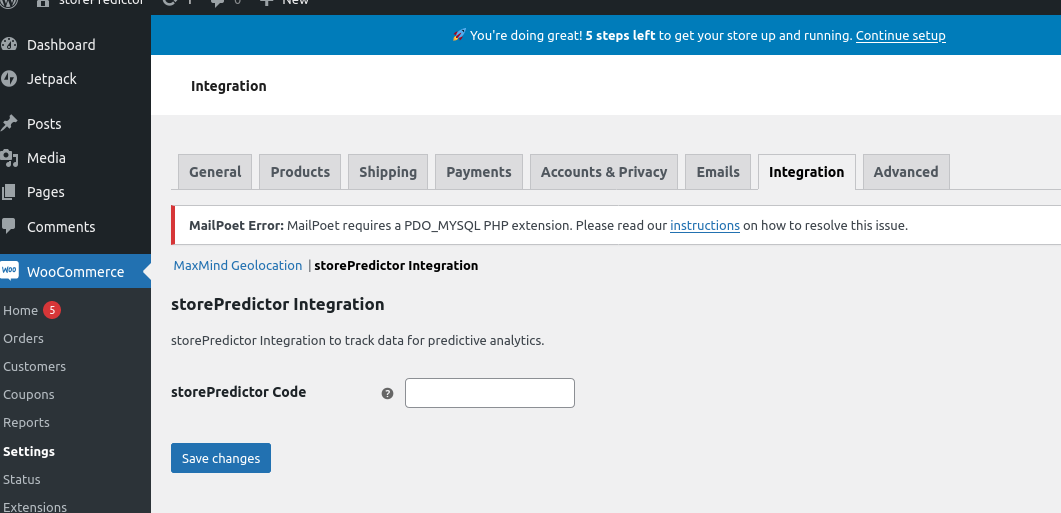 storePredictor 1 0 New
🚀 You're doing great! 5 steps left to get your store up and running. Continue setup
Dashboard
Jetpack
Posts
Media
Pages
Comments
WooCommerce
Home 5
Orders
Customers
Coupons
Reports
Settings
Status
Extensions
Integration
General Products Shipping Payments Accounts & Privacy Emails Integration Advanced
MailPoet Error: MailPoet requires a PDO_MYSQL PHP extension. Please read our instructions on how to resolve this issue.
MaxMind Geolocation | storePredictor Integration
storePredictor Integration
storePredictor Integration to track data for predictive analytics.
storePredictor Code ?
Save changes